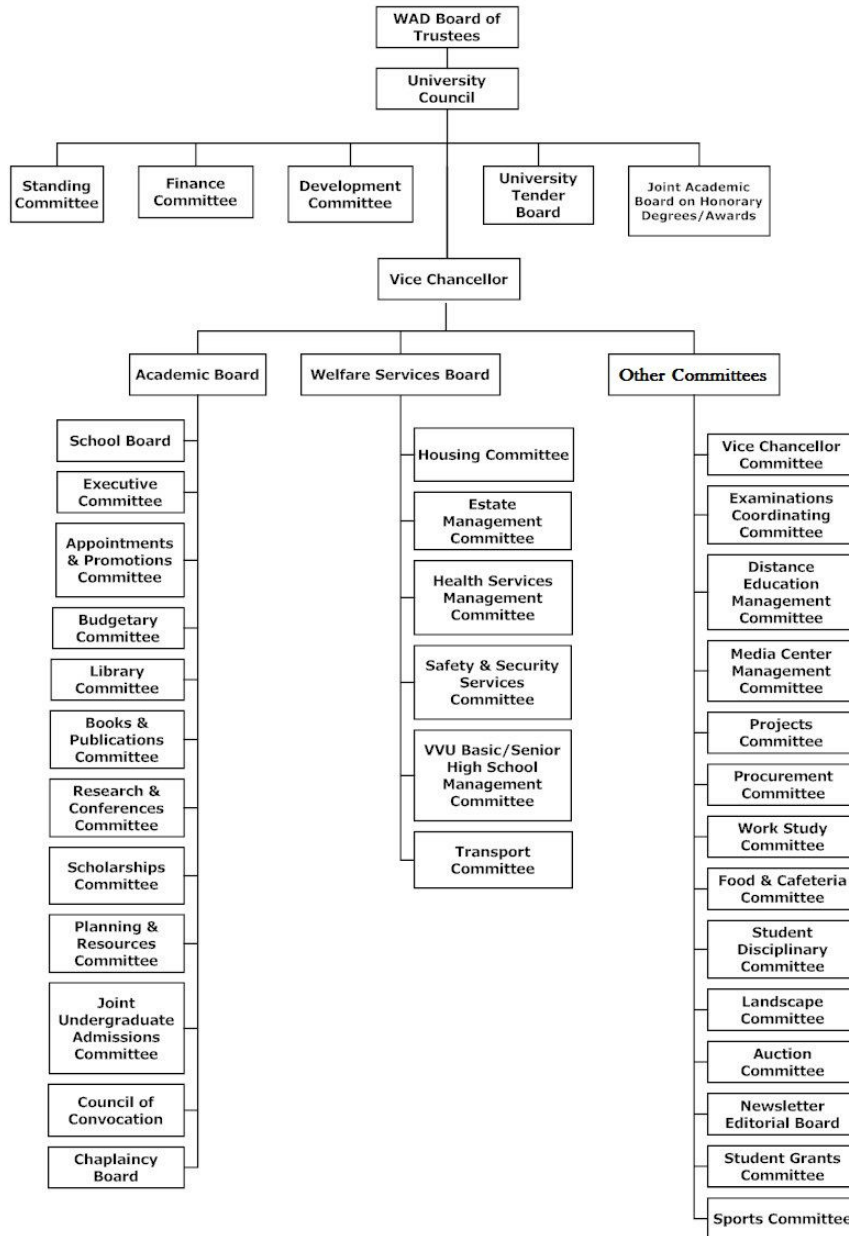 WAD Board of
Trustees
University
Council
Standing
Committee
Finance
Committee
Development
Committee
University
Tender
Board
Joint Academic
Board on Honorary
Degrees/Awards
Vice Chancellor
Academic Board
Welfare Services Board
Other Committees
School Board
Executive
Committee
Appointments
& Promotions
Committee
Budgetary
Committee
Library
Committee
Books &
Publications
Committee
Research &
Conferences
Committee
Scholarships
Committee
Planning &
Resources
Committee
Joint
Undergraduate
Admissions
Committee
Council of
Convocation
Chaplaincy
Board
Housing Committee
Estate
Management
Committee
Health Services
Management
Committee
Safety & Security
Services
Committee
VVU Basic/Senior
High School
Management
Committee
Transport
Committee
Vice Chancellor
Committee
Examinations
Coordinating
Committee
Distance
Education
Management
Committee
Media Center
Management
Committee
Projects
Committee
Procurement
Committee
Work Study
Committee
Food & Cafeteria
Committee
Student
Disciplinary
Committee
Landscape
Committee
Auction
Committee
Newsletter
Editorial Board
Student Grants
Committee
Sports Committee